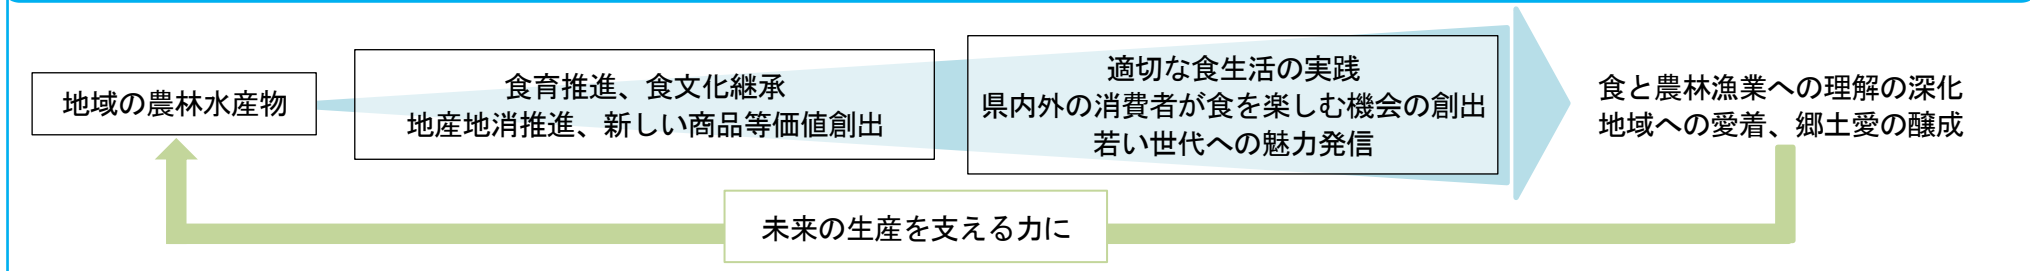 地域の農林水産物
食育推進、食文化継承
地産地消推進、新しい商品等価値創出
適切な食生活の実践
県内外の消費者が食を楽しむ機会の創出
若い世代への魅力発信
食と農林漁業への理解の深化
地域への愛着、郷土愛の醸成
未来の生産を支える力に